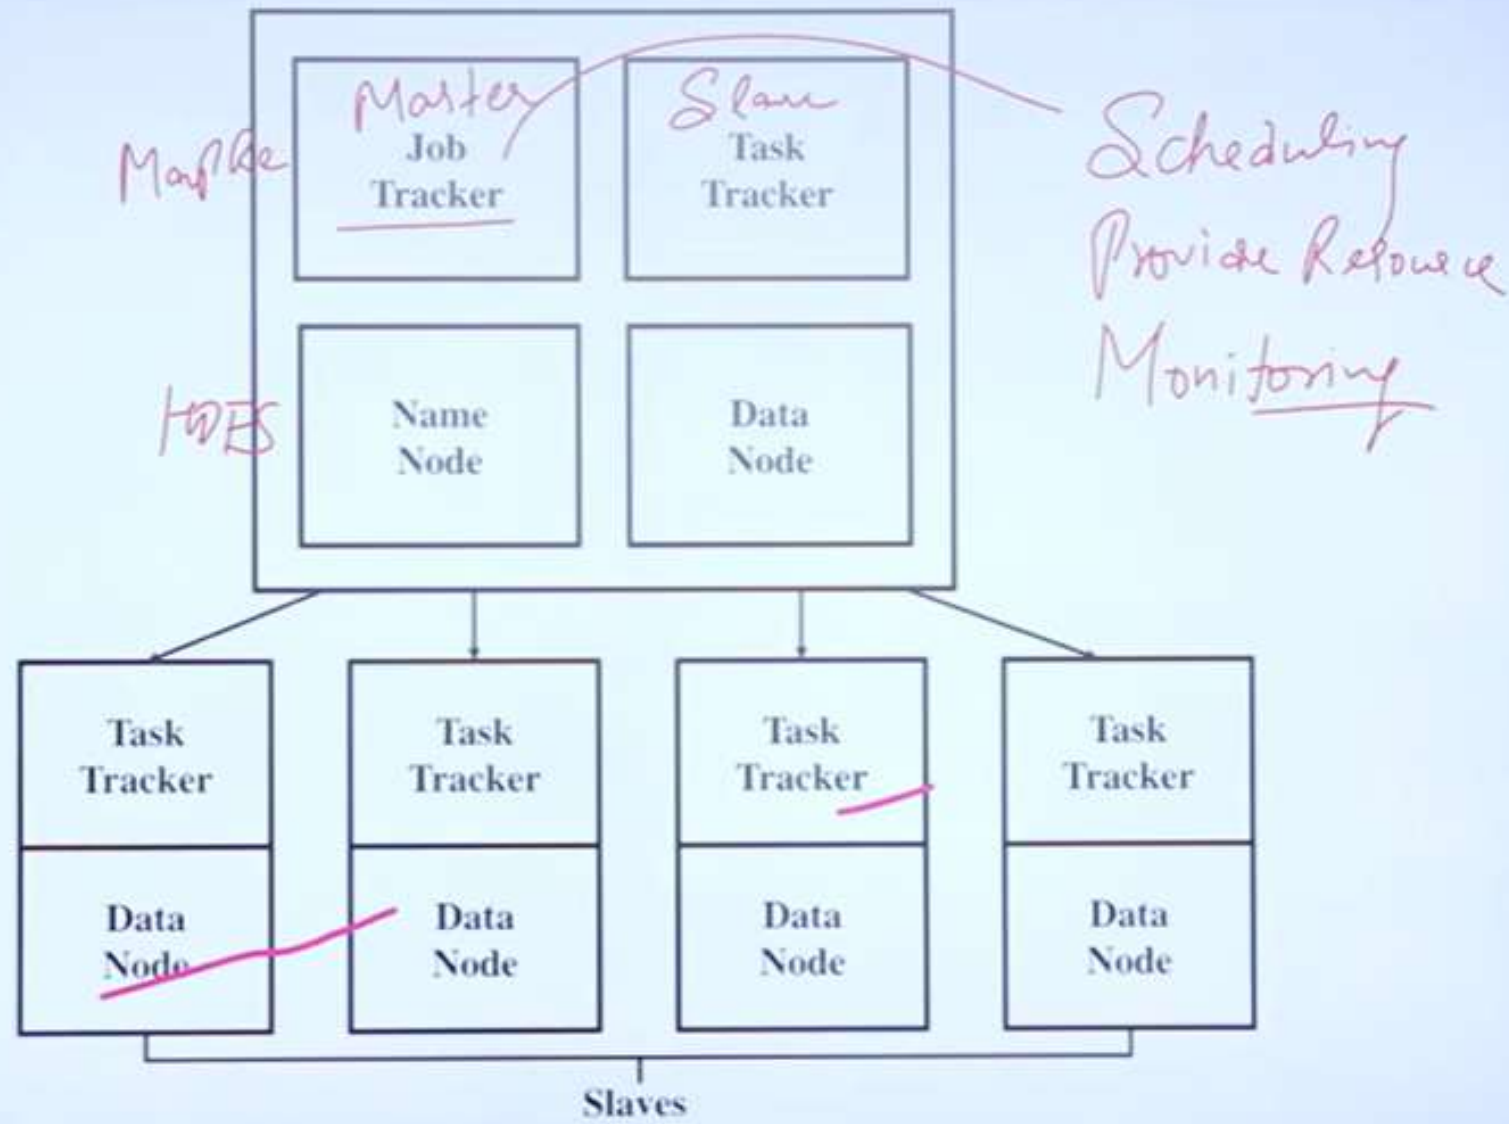 Master
Slave
Job
Tracker
Task
Tracker
Scheduling
Provide Resource
Monitoring
HDFS
Name
Node
Data
Node
Task
Tracker
Task
Tracker
Task
Tracker
Task
Tracker
Data
Node
Data
Node
Data
Node
Data
Node
Slaves